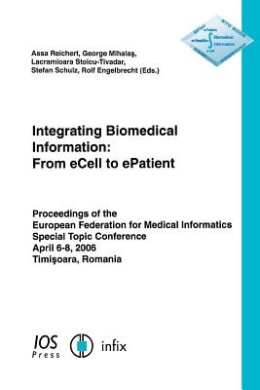 Assa Reichert, George Mihalaş,
Lacramioara Stoicu-Tivadar,
Stefan Schulz, Rolf Engelbrecht (Eds.)
Integrating Biomedical
Information:
From eCell to ePatient
Proceedings of the
European Federation for Medical Informatics
Special Topic Conference
April 6-8, 2006
Timişoara, Romania
IOS
Press
infix